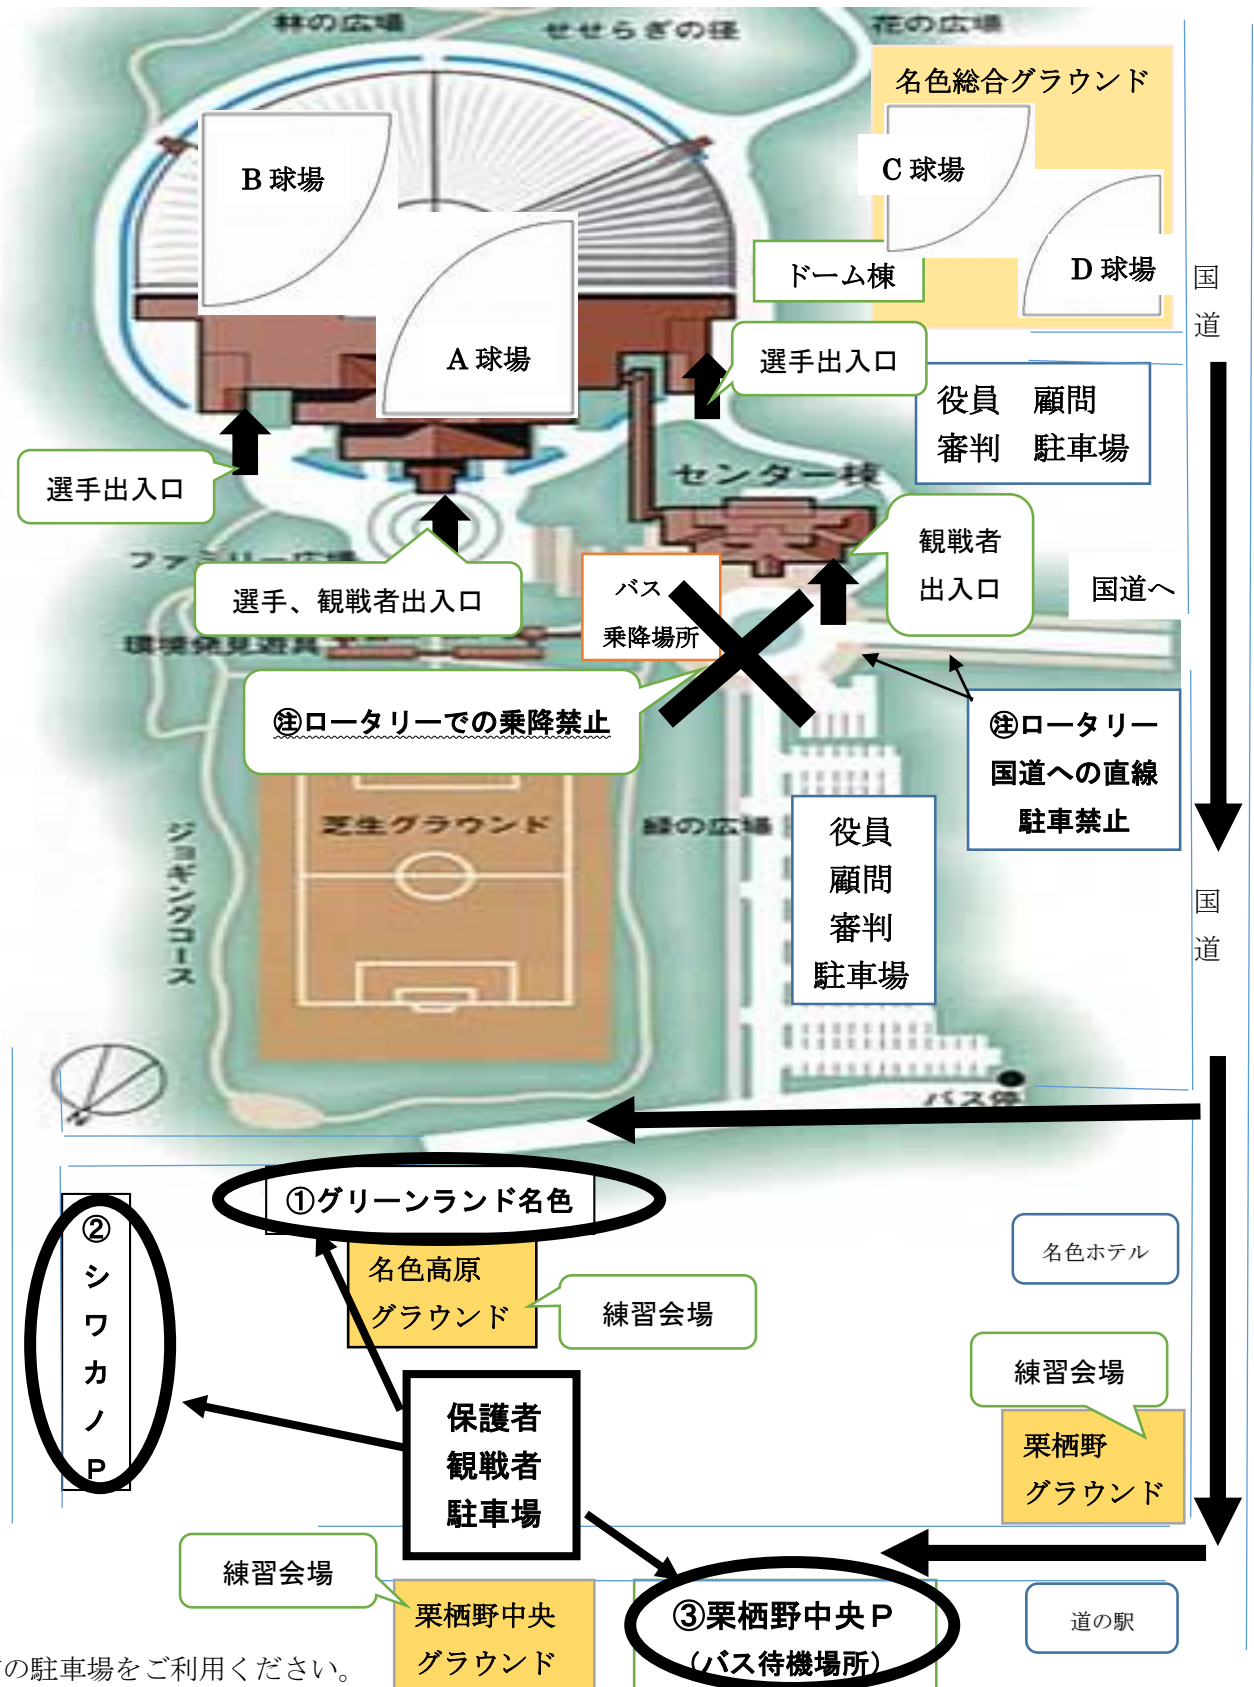 林の広場
せせらぎの径
花の広場
名色総合グラウンド
B 球場
C 球場
A 球場
D 球場
ドーム棟
国
道
選手出入口
役員　顧問
審判　駐車場
選手出入口
センター棟
観戦者
出入口
ファミリー広場
選手、観戦者出入口
バス
乗降場所
国道へ
環境発見遊具
㊟ロータリーでの乗降禁止
㊟ロータリー
国道への直線
駐車禁止
芝生グラウンド
緑の広場
役員
顧問
審判
駐車場
ジョギングコース
国
道
バス停
①グリーンランド名色
②
シ
ワ
カ
ノ
P
名色高原
グラウンド
練習会場
名色ホテル
練習会場
保護者
観戦者
駐車場
栗栖野
グラウンド
練習会場
栗栖野中央
グラウンド
③栗栖野中央Ｐ
（バス待機場所）
道の駅
の駐車場をご利用ください。